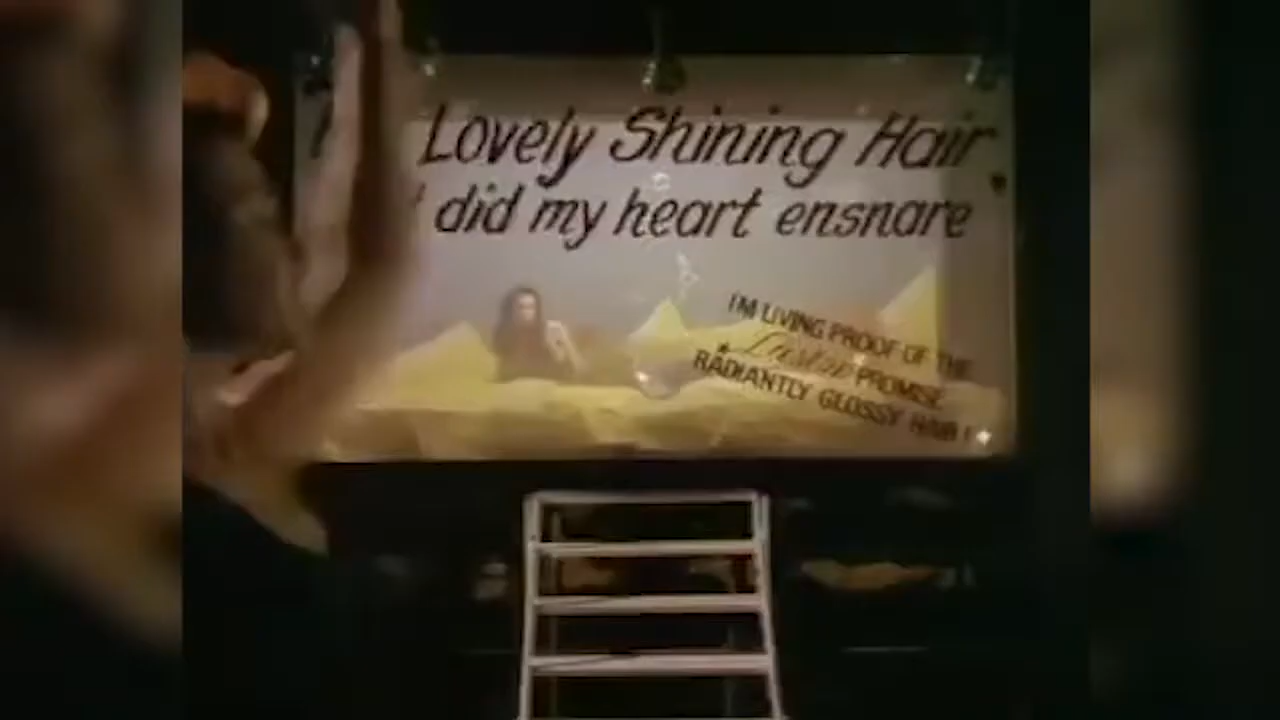 Lovely Shining Hair
did my heart ensnare
I'M LIVING PROOF OF THE
PROMISE
RADIANTLY GLOSSY HAIR!